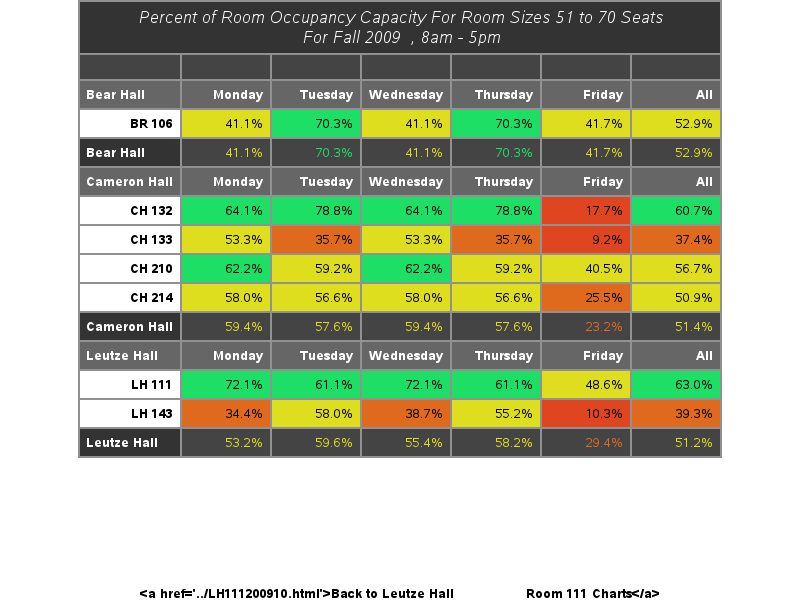 Percent of Room Occupancy Capacity For Room Sizes 51 to 70 Seats
For Fall 2009 , 8am - 5pm
Bear Hall Monday Tuesday Wednesday Thursday Friday All
BR 106 41.1% 70.3% 41.1% 70.3% 41.7% 52.9%
Bear Hall 41.1% 70.3% 41.1% 70.3% 41.7% 52.9%
Cameron Hall Monday Tuesday Wednesday Thursday Friday All
CH 132 64.1% 78.8% 64.1% 78.8% 17.7% 60.7%
CH 133 53.3% 35.7% 53.3% 35.7% 9.2% 37.4%
CH 210 62.2% 59.2% 62.2% 59.2% 40.5% 56.7%
CH 214 58.0% 56.6% 58.0% 56.6% 25.5% 50.9%
Cameron Hall 59.4% 57.6% 59.4% 57.6% 23.2% 51.4%
Leutze Hall Monday Tuesday Wednesday Thursday Friday All
LH 111 72.1% 61.1% 72.1% 61.1% 48.6% 63.0%
LH 143 34.4% 58.0% 38.7% 55.2% 10.3% 39.3%
Leutze Hall 53.2% 59.6% 55.4% 58.2% 29.4% 51.2%
<a href='../LH111200910.html'>Back to Leutze Hall Room 111 Charts</a>